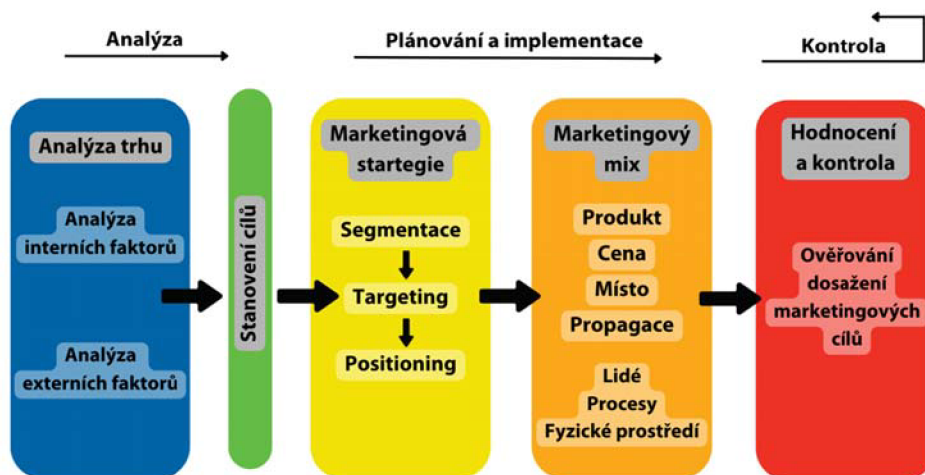 Analýza
Plánování a implementace
Kontrola
Analýza trhu
Analýza
interních faktorů
Analýza
externích faktorů
Stanovení cílů
Marketingová
startegie
Segmentace
Targeting
Positioning
Marketingový
mix
Produkt
Cena
Místo
Propagace
Lidé
Procesy
Fyzické prostředí
Hodnocení
a kontrola
Ověřování
dosažení
marketingových
cílů